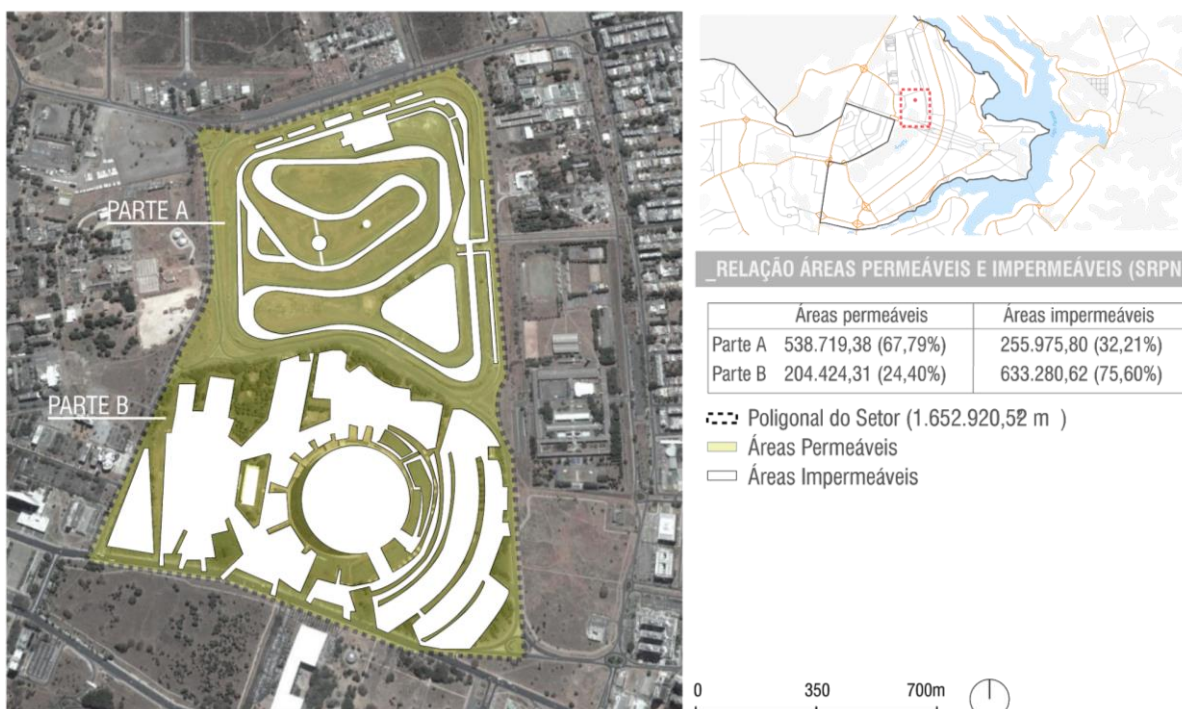 PARTE A
PARTE B
_RELAÇÃO ÁREAS PERMEÁVEIS E IMPERMEÁVEIS (SRPN
Áreas permeáveis Áreas impermeáveis
Parte A 538.719,38 (67,79%) 255.975,80 (32,21%)
Parte B 204.424,31 (24,40%) 633.280,62 (75,60%)
Poligonal do Setor (1.652.920,52 m²)
Áreas Permeáveis
Áreas Impermeáveis
0 350 700m